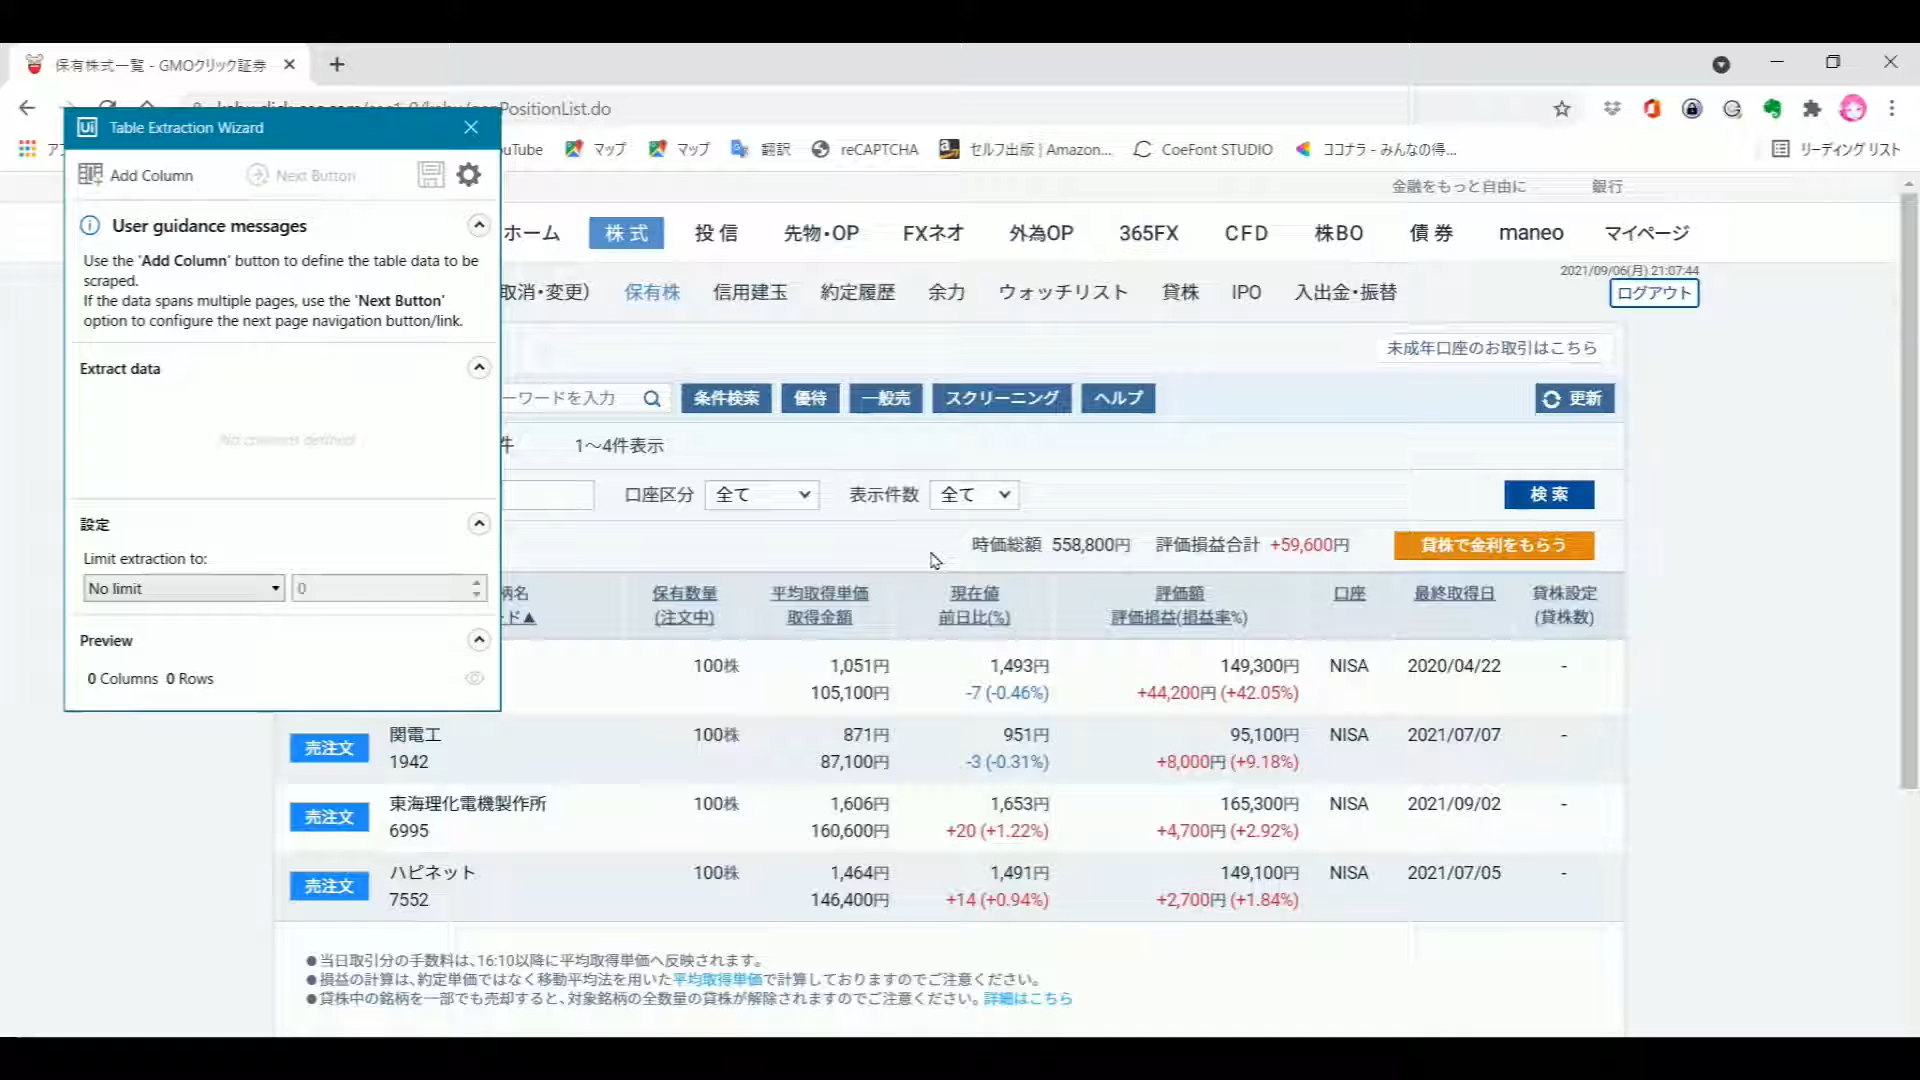 保有株式一覧 - GMOクリック証券
PositionList.do
Table Extraction Wizard
uTube
マップ
マップ
翻訳
reCAPTCHA
セルフ出版 | Amazon...
CoeFont STUDIO
ココナラ - みんなの得...
リーディング リスト
Add Column
Next Button
金融をもっと自由に
銀行
User guidance messages
Use the 'Add Column' button to define the table data to be
scraped.
If the data spans multiple pages, use the 'Next Button'
option to configure the next page navigation button/link.
ホーム
株式
投信
先物・OP
FXネオ
外為OP
365FX
CFD
株BO
債券
maneo
マイページ
2021/09/06(月) 21:07:44
取消・変更)
保有株
信用建玉
約定履歴
余力
ウォッチリスト
貸株
IPO
入出金・振替
ログアウト
未成年口座のお取引はこちら
Extract data
No columns defined
ーワードを入力
条件検索
優待
一般売
スクリーニング
ヘルプ
更新
件
1～4件表示
口座区分
全て
表示件数
全て
検索
設定
Limit extraction to:
No limit
0
時価総額 558,800円
評価損益合計 +59,600円
貸株で金利をもらう
Preview
0 Columns 0 Rows
柄名
ド▲
保有数量
(注文中)
平均取得単価
取得金額
現在値
前日比(%)
評価額
評価損益(損益率%)
口座
最終取得日
貸株設定
(貸株数)
100株 1,051円 1,493円 149,300円 NISA 2020/04/22 -
105,100円 -7 (-0.46%) +44,200円 (+42.05%)
売注文
関電工 100株 871円 951円 95,100円 NISA 2021/07/07 -
1942 87,100円 -3 (-0.31%) +8,000円 (+9.18%)
売注文
東海理化電機製作所 100株 1,606円 1,653円 165,300円 NISA 2021/09/02 -
6995 160,600円 +20 (+1.22%) +4,700円 (+2.92%)
売注文
ハピネット 100株 1,464円 1,491円 149,100円 NISA 2021/07/05 -
7552 146,400円 +14 (+0.94%) +2,700円 (+1.84%)
●当日取引分の手数料は、16:10以降に平均取得単価へ反映されます。
●損益の計算は、約定単価ではなく移動平均法を用いた平均取得単価で計算しておりますのでご注意ください。
●貸株中の銘柄を一部でも売却すると、対象銘柄の全数量の貸株が解除されますのでご注意ください。詳細はこちら